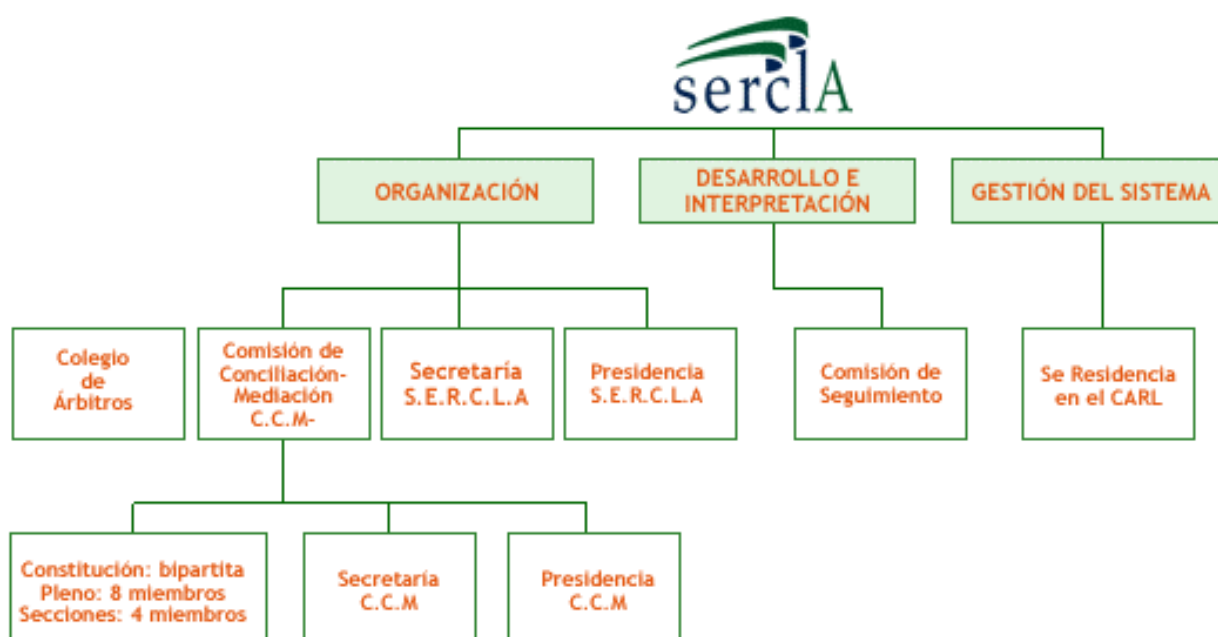 serclA
ORGANIZACIÓN
DESARROLLO E
INTERPRETACIÓN
GESTIÓN DEL SISTEMA
Colegio
de
Árbitros
Comisión de
Conciliación-
Mediación
C.C.M-
Secretaría
S.E.R.C.L.A
Presidencia
S.E.R.C.L.A
Comisión de
Seguimiento
Se Residencia
en el CARL
Constitución: bipartita
Pleno: 8 miembros
Secciones: 4 miembros
Secretaría
C.C.M
Presidencia
C.C.M